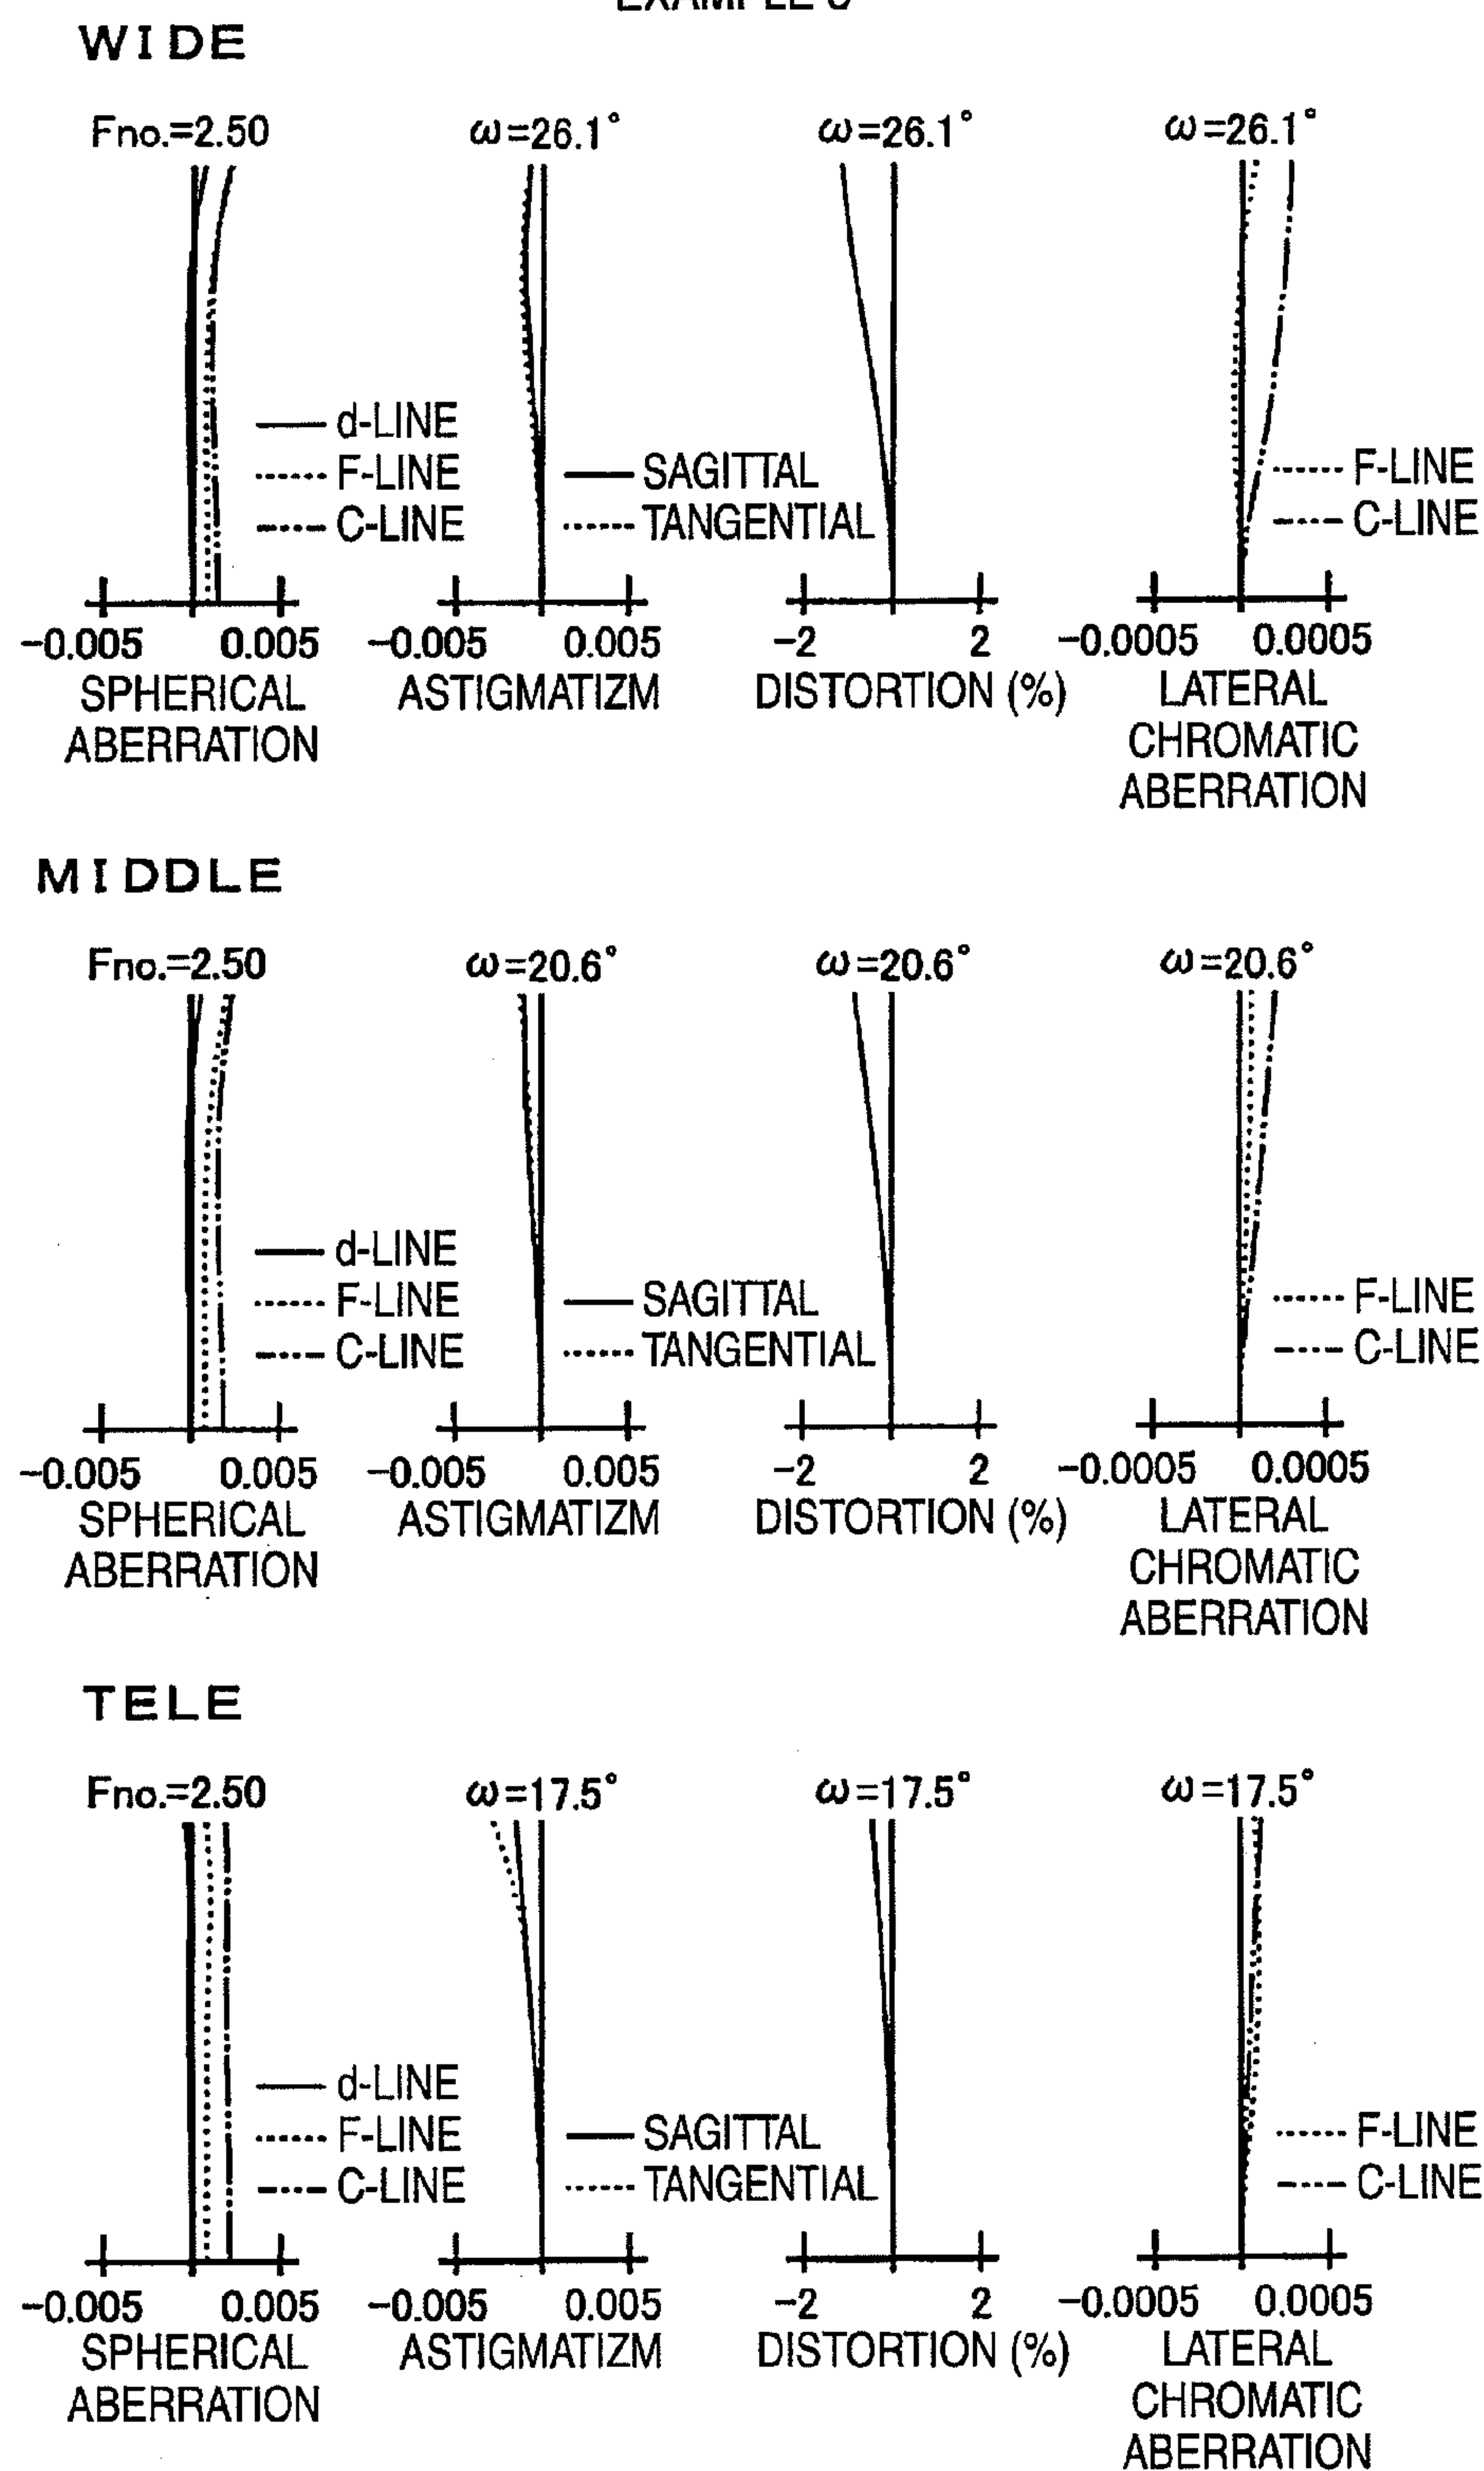 WIDE
Fno.=2.50
ω=26.1°
ω=26.1°
ω=26.1°
d-LINE
F-LINE
C-LINE
SAGITTAL
TANGENTIAL
F-LINE
C-LINE
-0.005 0.005
SPHERICAL
ABERRATION
-0.005 0.005
ASTIGMATIZM
-2 2
DISTORTION (%)
-0.0005 0.0005
LATERAL
CHROMATIC
ABERRATION
MIDDLE
Fno.=2.50
ω=20.6°
ω=20.6°
ω=20.6°
d-LINE
F-LINE
C-LINE
SAGITTAL
TANGENTIAL
F-LINE
C-LINE
-0.005 0.005
SPHERICAL
ABERRATION
-0.005 0.005
ASTIGMATIZM
-2 2
DISTORTION (%)
-0.0005 0.0005
LATERAL
CHROMATIC
ABERRATION
TELE
Fno.=2.50
ω=17.5°
ω=17.5°
ω=17.5°
d-LINE
F-LINE
C-LINE
SAGITTAL
TANGENTIAL
F-LINE
C-LINE
-0.005 0.005
SPHERICAL
ABERRATION
-0.005 0.005
ASTIGMATIZM
-2 2
DISTORTION (%)
-0.0005 0.0005
LATERAL
CHROMATIC
ABERRATION